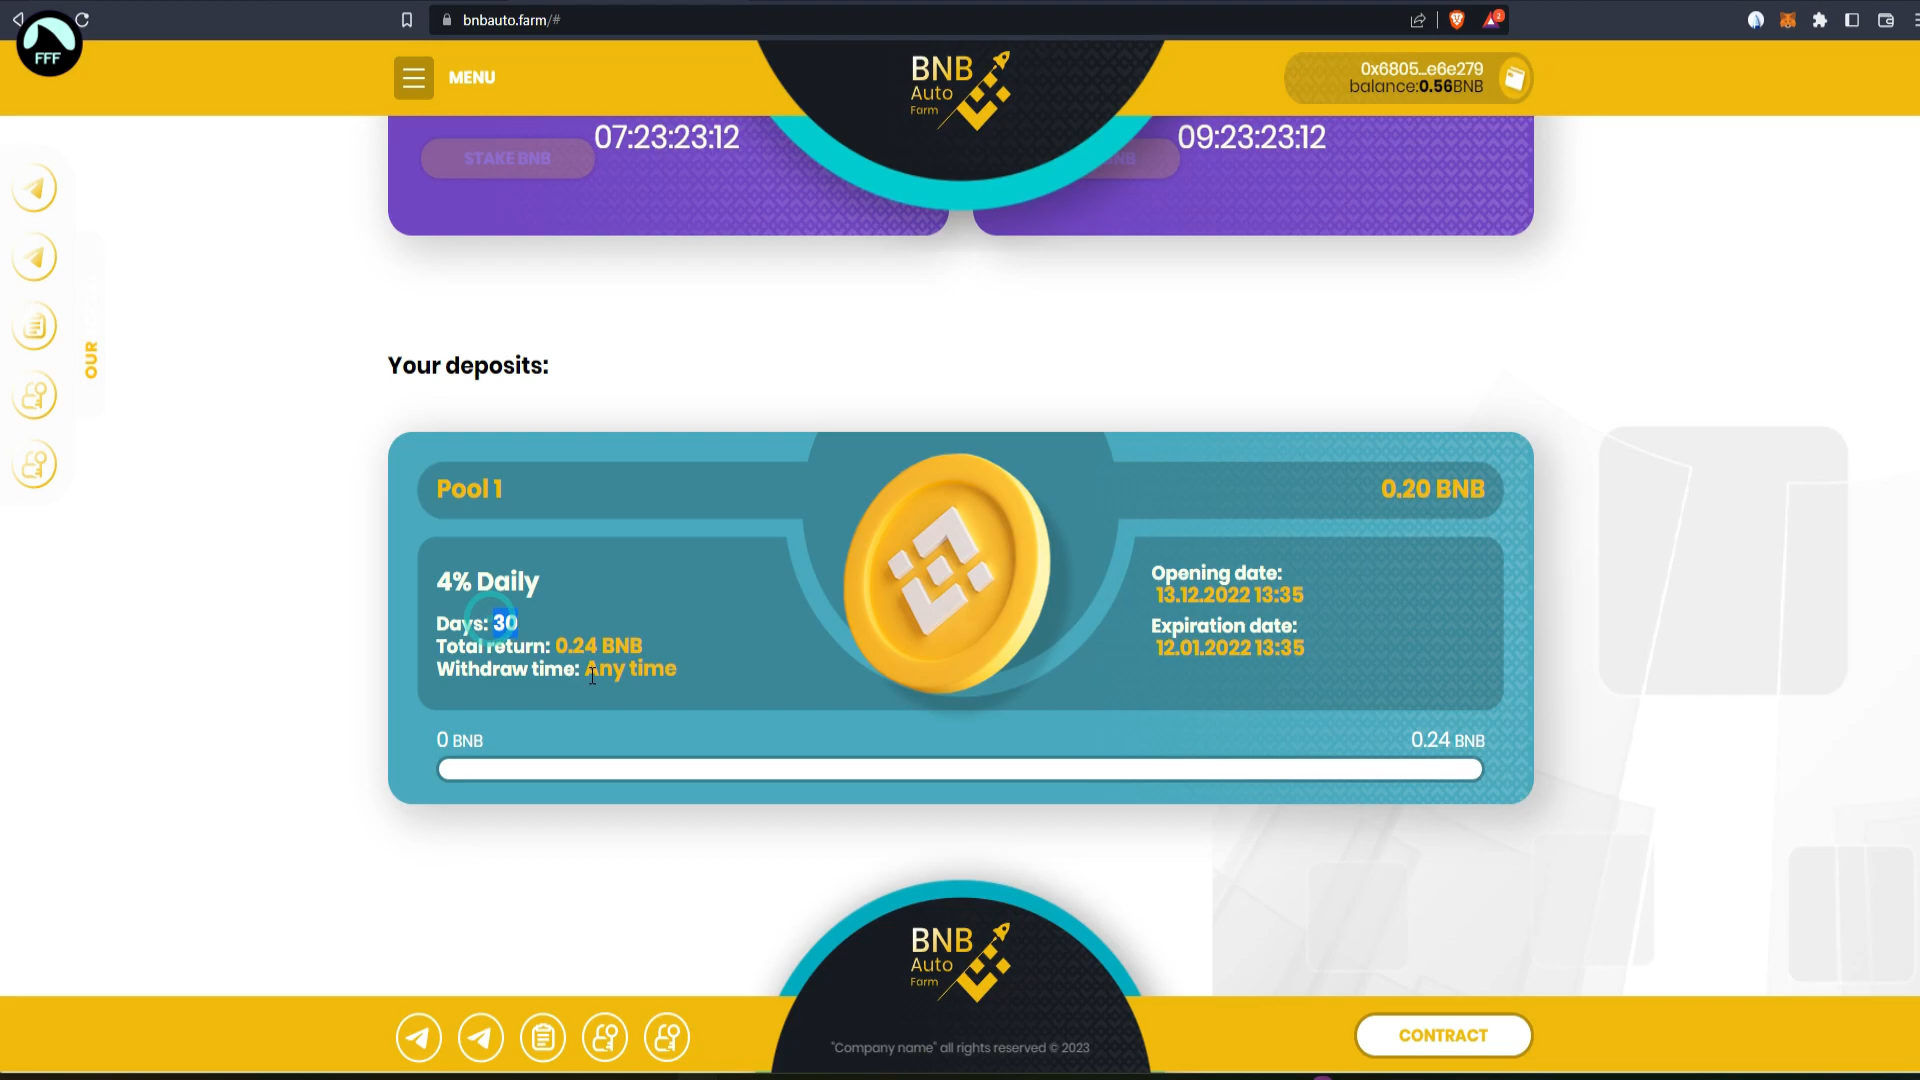 bnbauto.farm/#
2
FFF
MENU
BNB
Auto
Farm
0x6805...e6e279
balance:0.56BNB
07:23:23:12
STAKE BNB
09:23:23:12
BNB
OUR
Your deposits:
Pool 1
0.20 BNB
4% Daily
Days: 30
Total return: 0.24 BNB
Withdraw time: Any time
Opening date:
13.12.2022 13:35
Expiration date:
12.01.2022 13:35
0 BNB
0.24 BNB
BNB
Auto
Farm
"Company name" all rights reserved © 2023
CONTRACT